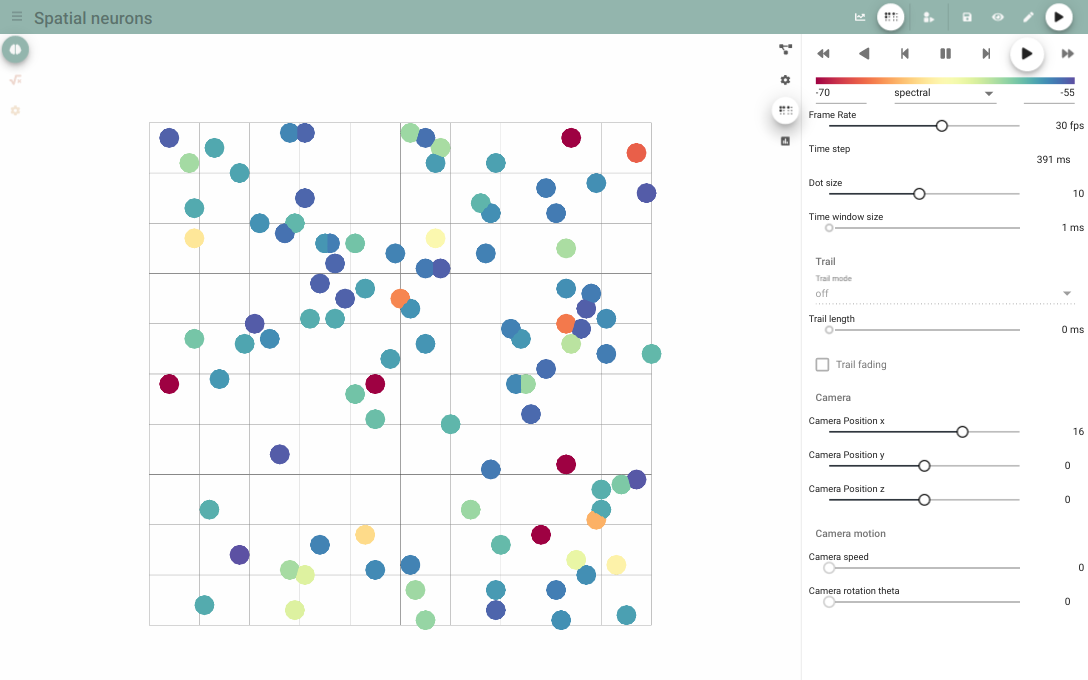 Spatial neurons
-70 spectral -55
Frame Rate
30 fps
Time step
391 ms
Dot size
10
Time window size
1 ms
Trail
Trail mode
off
Trail length
0 ms
Trail fading
Camera
Camera Position x
16
Camera Position y
0
Camera Position z
0
Camera motion
Camera speed
0
Camera rotation theta
0